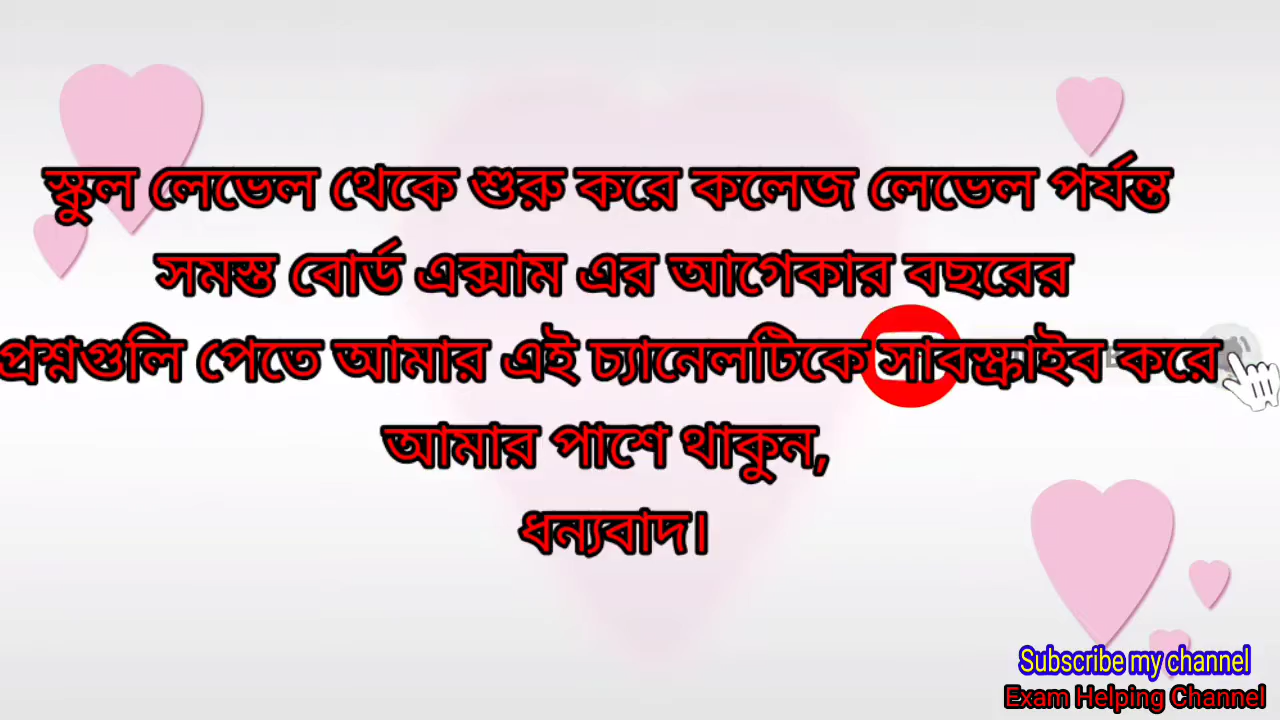 স্কুল লেভেল থেকে শুরু করে কলেজ লেভেল পর্যন্ত
সমস্ত বোর্ড এক্সাম এর আগেকার বছরের
প্রশ্নগুলি পেতে আমার এই চ্যানেলটিকে সাবস্ক্রাইব করে
আমার পাশে থাকুন,
ধন্যবাদ।
Subscribe my channel
Exam Helping Channel